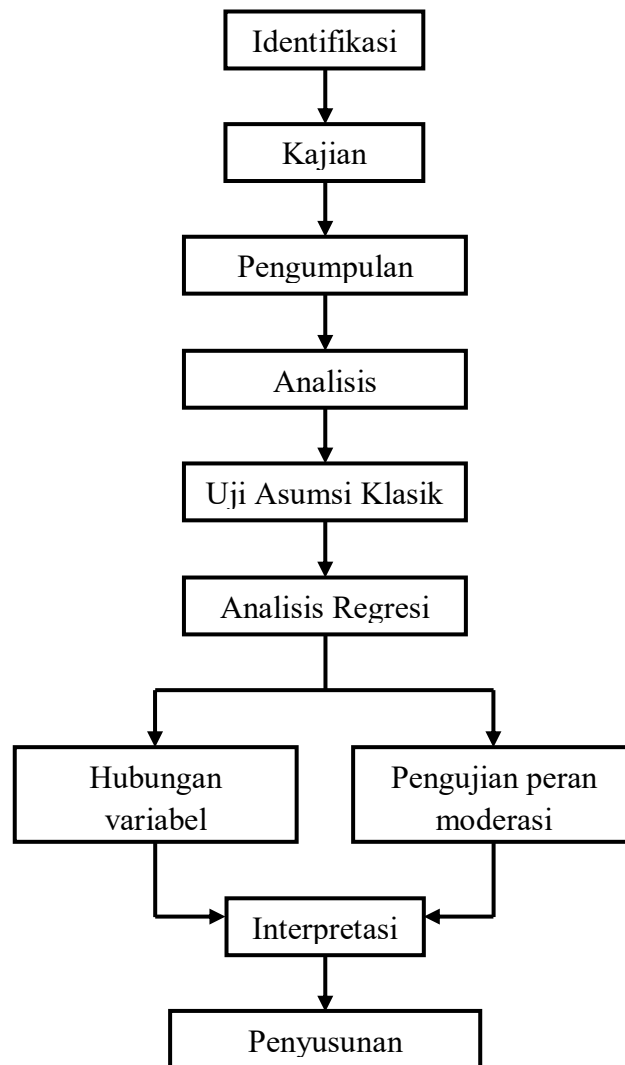 Identifikasi
Kajian
Pengumpulan
Analisis
Uji Asumsi Klasik
Analisis Regresi
Hubungan
variabel
Pengujian peran
moderasi
Interpretasi
Penyusunan